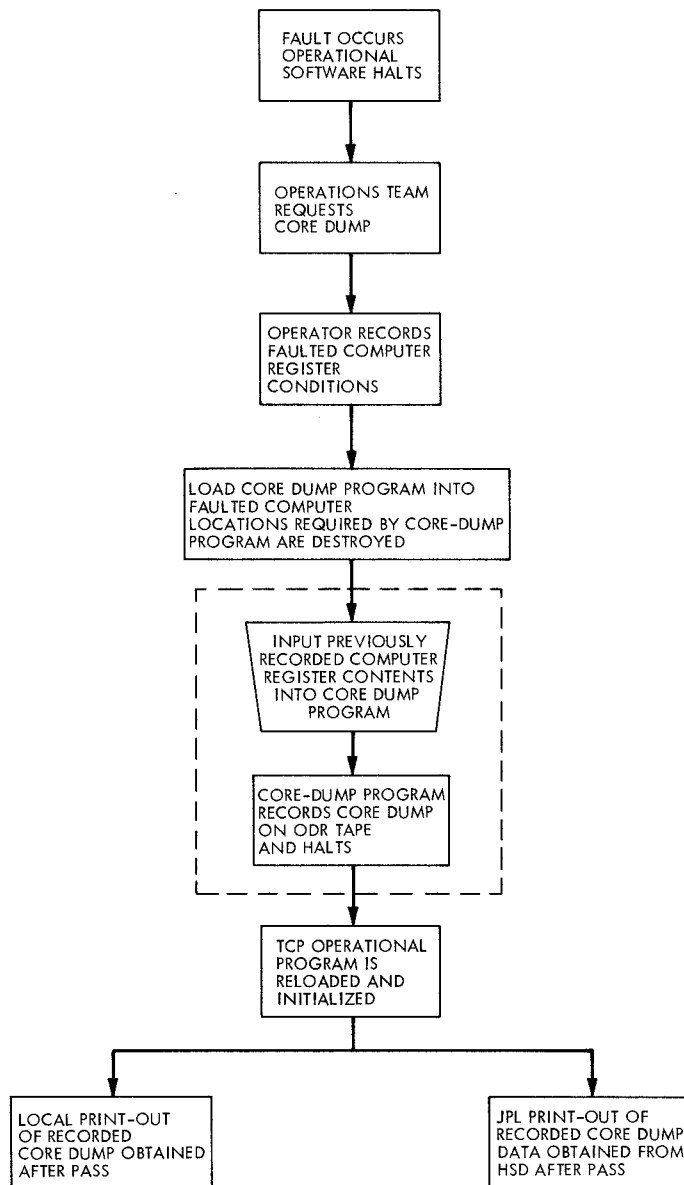 FAULT OCCURS
OPERATIONAL
SOFTWARE HALTS
OPERATIONS TEAM
REQUESTS
CORE DUMP
OPERATOR RECORDS
FAULTED COMPUTER
REGISTER
CONDITIONS
LOAD CORE DUMP PROGRAM INTO
FAULTED COMPUTER
LOCATIONS REQUIRED BY CORE-DUMP
PROGRAM ARE DESTROYED
INPUT PREVIOUSLY
RECORDED COMPUTER
REGISTER CONTENTS
INTO CORE DUMP
PROGRAM
CORE-DUMP PROGRAM
RECORDS CORE DUMP
ON ODR TAPE
AND HALTS
TCP OPERATIONAL
PROGRAM IS
RELOADED AND
INITIALIZED
LOCAL PRINT-OUT
OF RECORDED
CORE DUMP OBTAINED
AFTER PASS
JPL PRINT-OUT OF
RECORDED CORE DUMP
DATA OBTAINED FROM
HSD AFTER PASS